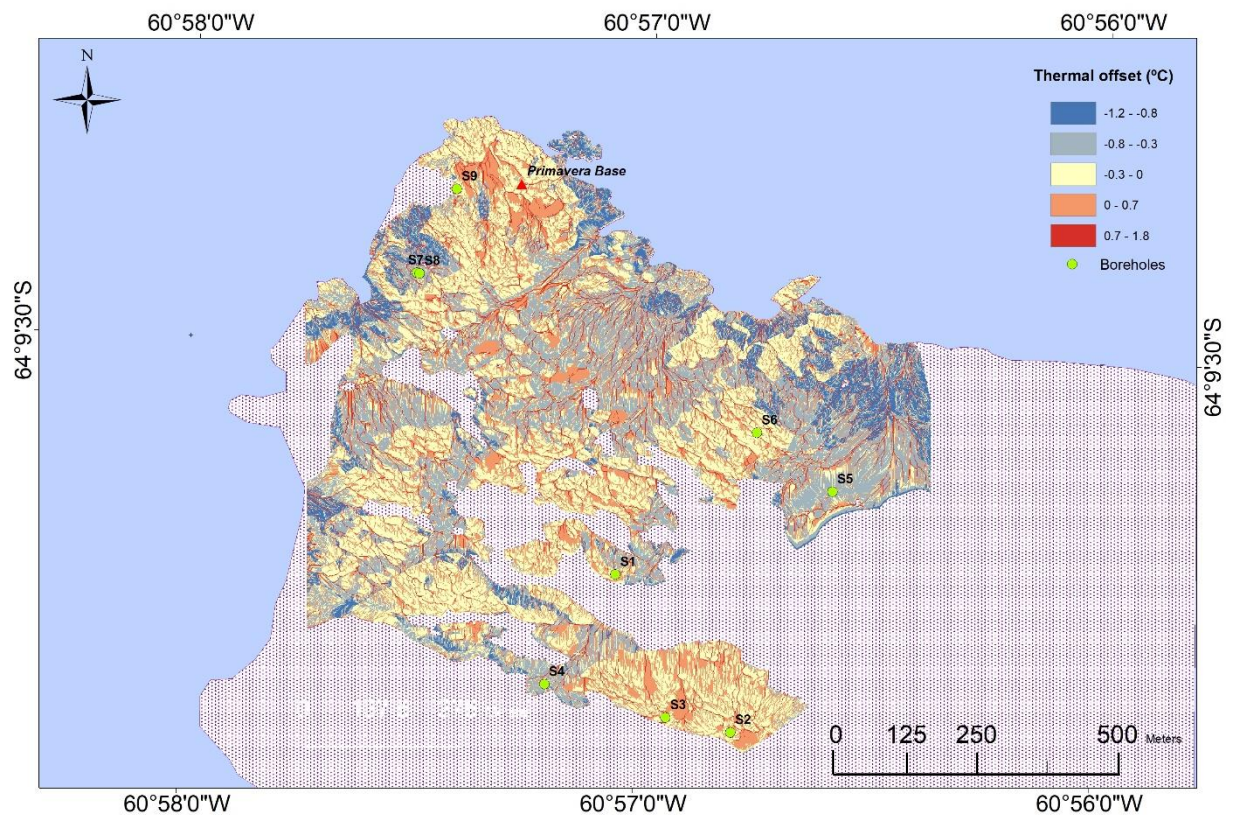 60°58'0"W
60°57'0"W
60°56'0"W
N
Thermal offset (ºC)
-1.2 - -0.8
-0.8 - -0.3
-0.3 - 0
0 - 0.7
0.7 - 1.8
Boreholes
Primavera Base
S9
S7S8
64°9'30"S
64°9'30"S
S6
S5
S1
S4
S3
S2
0 125 250 500 Meters
60°58'0"W
60°57'0"W
60°56'0"W